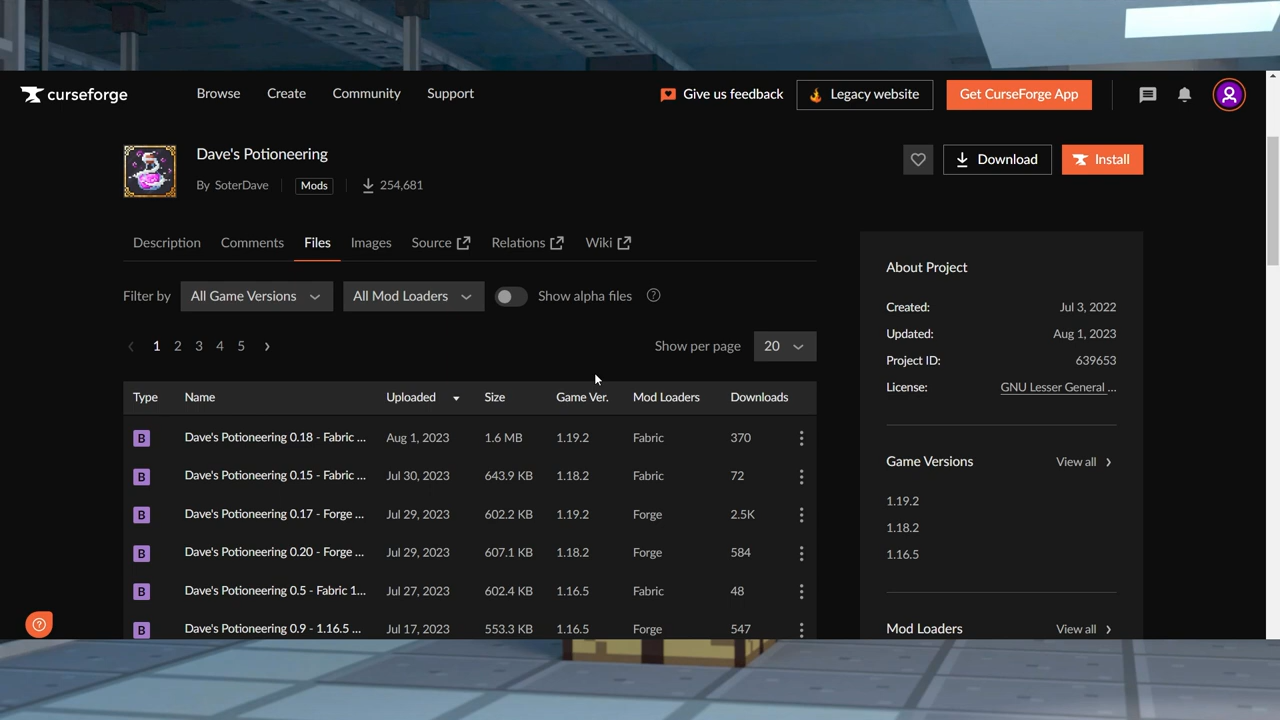 curseforge
Browse Create Community Support
Give us feedback Legacy website Get CurseForge App
Dave's Potioneering
By SoterDave Mods 254,681
Download Install
Description Comments Files Images Source Relations Wiki
Filter by All Game Versions All Mod Loaders Show alpha files ?
1 2 3 4 5 Show per page 20
Type Name Uploaded Size Game Ver. Mod Loaders Downloads
B Dave's Potioneering 0.18 - Fabric ... Aug 1, 2023 1.6 MB 1.19.2 Fabric 370
B Dave's Potioneering 0.15 - Fabric ... Jul 30, 2023 643.9 KB 1.18.2 Fabric 72
B Dave's Potioneering 0.17 - Forge ... Jul 29, 2023 602.2 KB 1.19.2 Forge 2.5K
B Dave's Potioneering 0.20 - Forge ... Jul 29, 2023 607.1 KB 1.18.2 Forge 584
B Dave's Potioneering 0.5 - Fabric 1... Jul 27, 2023 602.4 KB 1.16.5 Fabric 48
B Dave's Potioneering 0.9 - 1.16.5 ... Jul 17, 2023 553.3 KB 1.16.5 Forge 547
About Project
Created: Jul 3, 2022
Updated: Aug 1, 2023
Project ID: 639653
License: GNU Lesser General ...
Game Versions View all
1.19.2
1.18.2
1.16.5
Mod Loaders View all
?